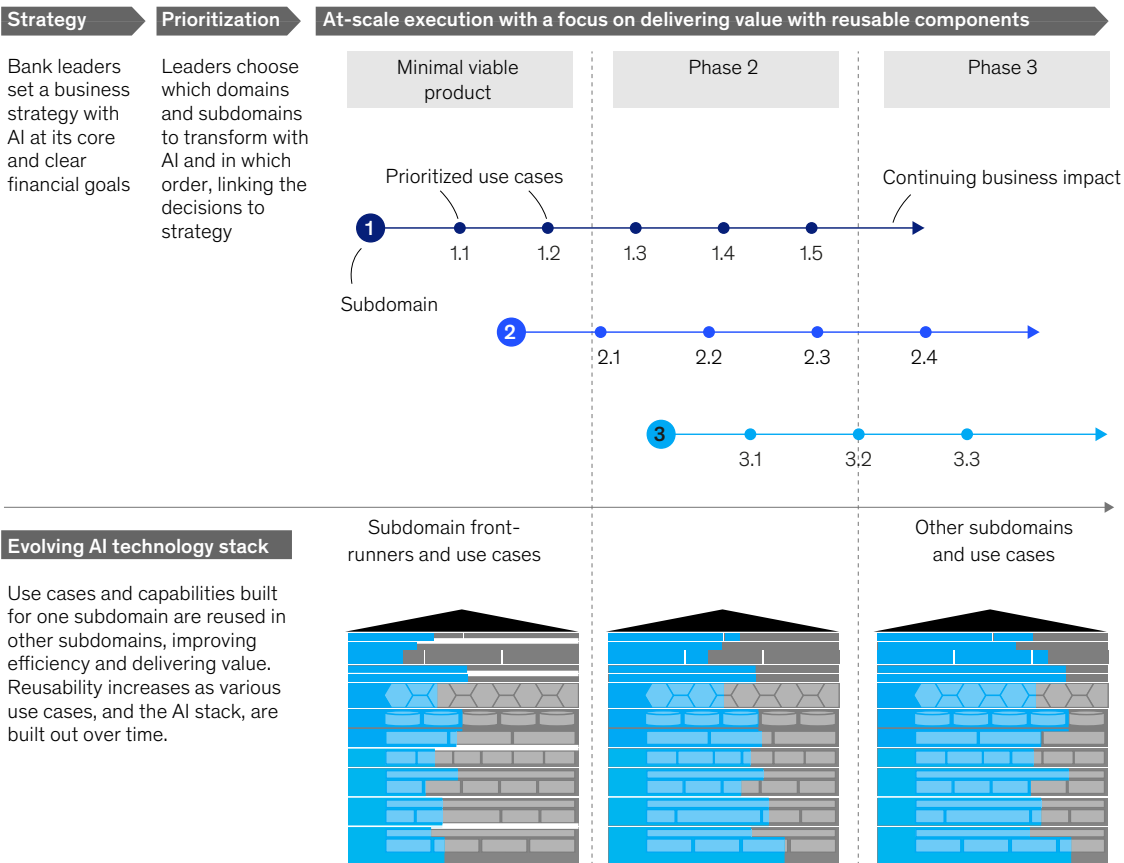 Strategy
Prioritization
At-scale execution with a focus on delivering value with reusable components
Bank leaders
set a business
strategy with
AI at its core
and clear
financial goals
Leaders choose
which domains
and subdomains
to transform with
AI and in which
order, linking the
decisions to
strategy
Minimal viable
product
Phase 2
Phase 3
Prioritized use cases
Continuing business impact
1
1.1
1.2
1.3
1.4
1.5
Subdomain
2
2.1
2.2
2.3
2.4
3
3.1
3.2
3.3
Evolving AI technology stack
Use cases and capabilities built
for one subdomain are reused in
other subdomains, improving
efficiency and delivering value.
Reusability increases as various
use cases, and the AI stack, are
built out over time.
Subdomain front-
runners and use cases
Other subdomains
and use cases